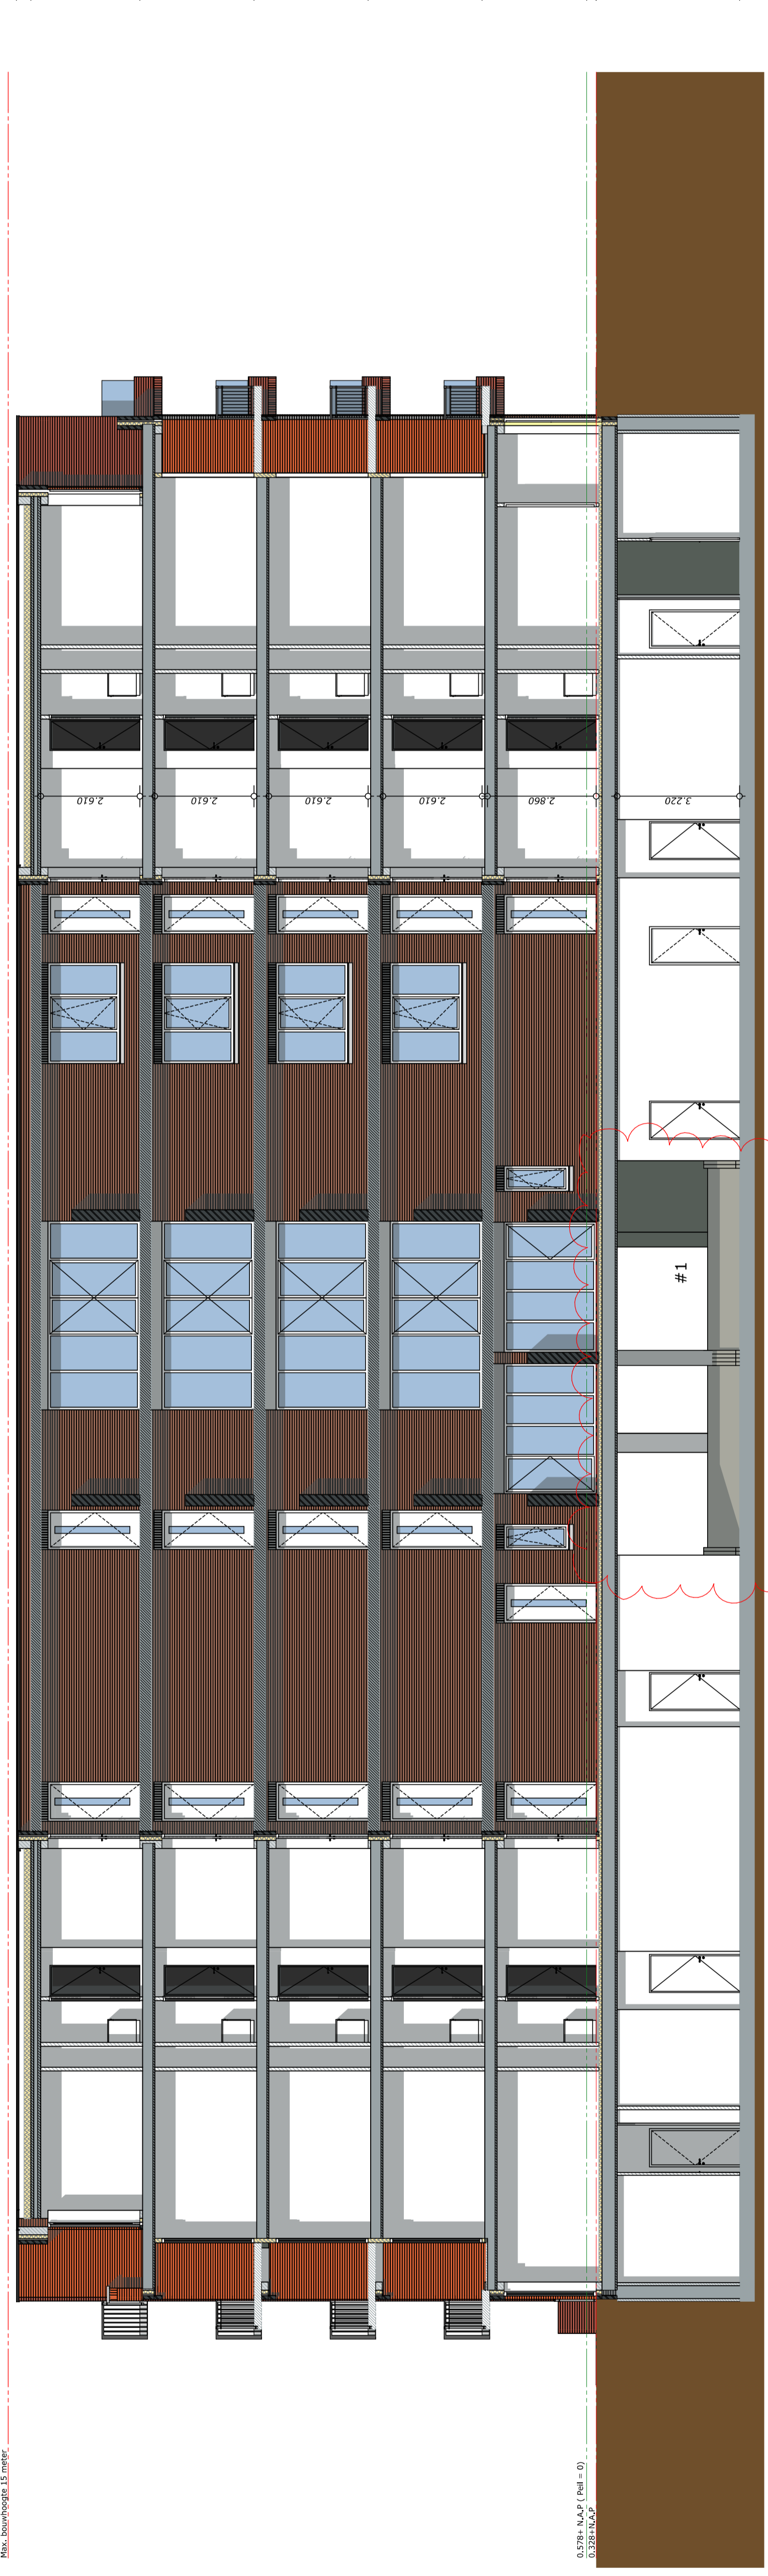 Max. bouwhoogte 15 meter
2.610
2.610
2.610
2.610
2.860
3.220
#1
0.578+ N.A.P ( Peil = 0)
0.328+N.A.P